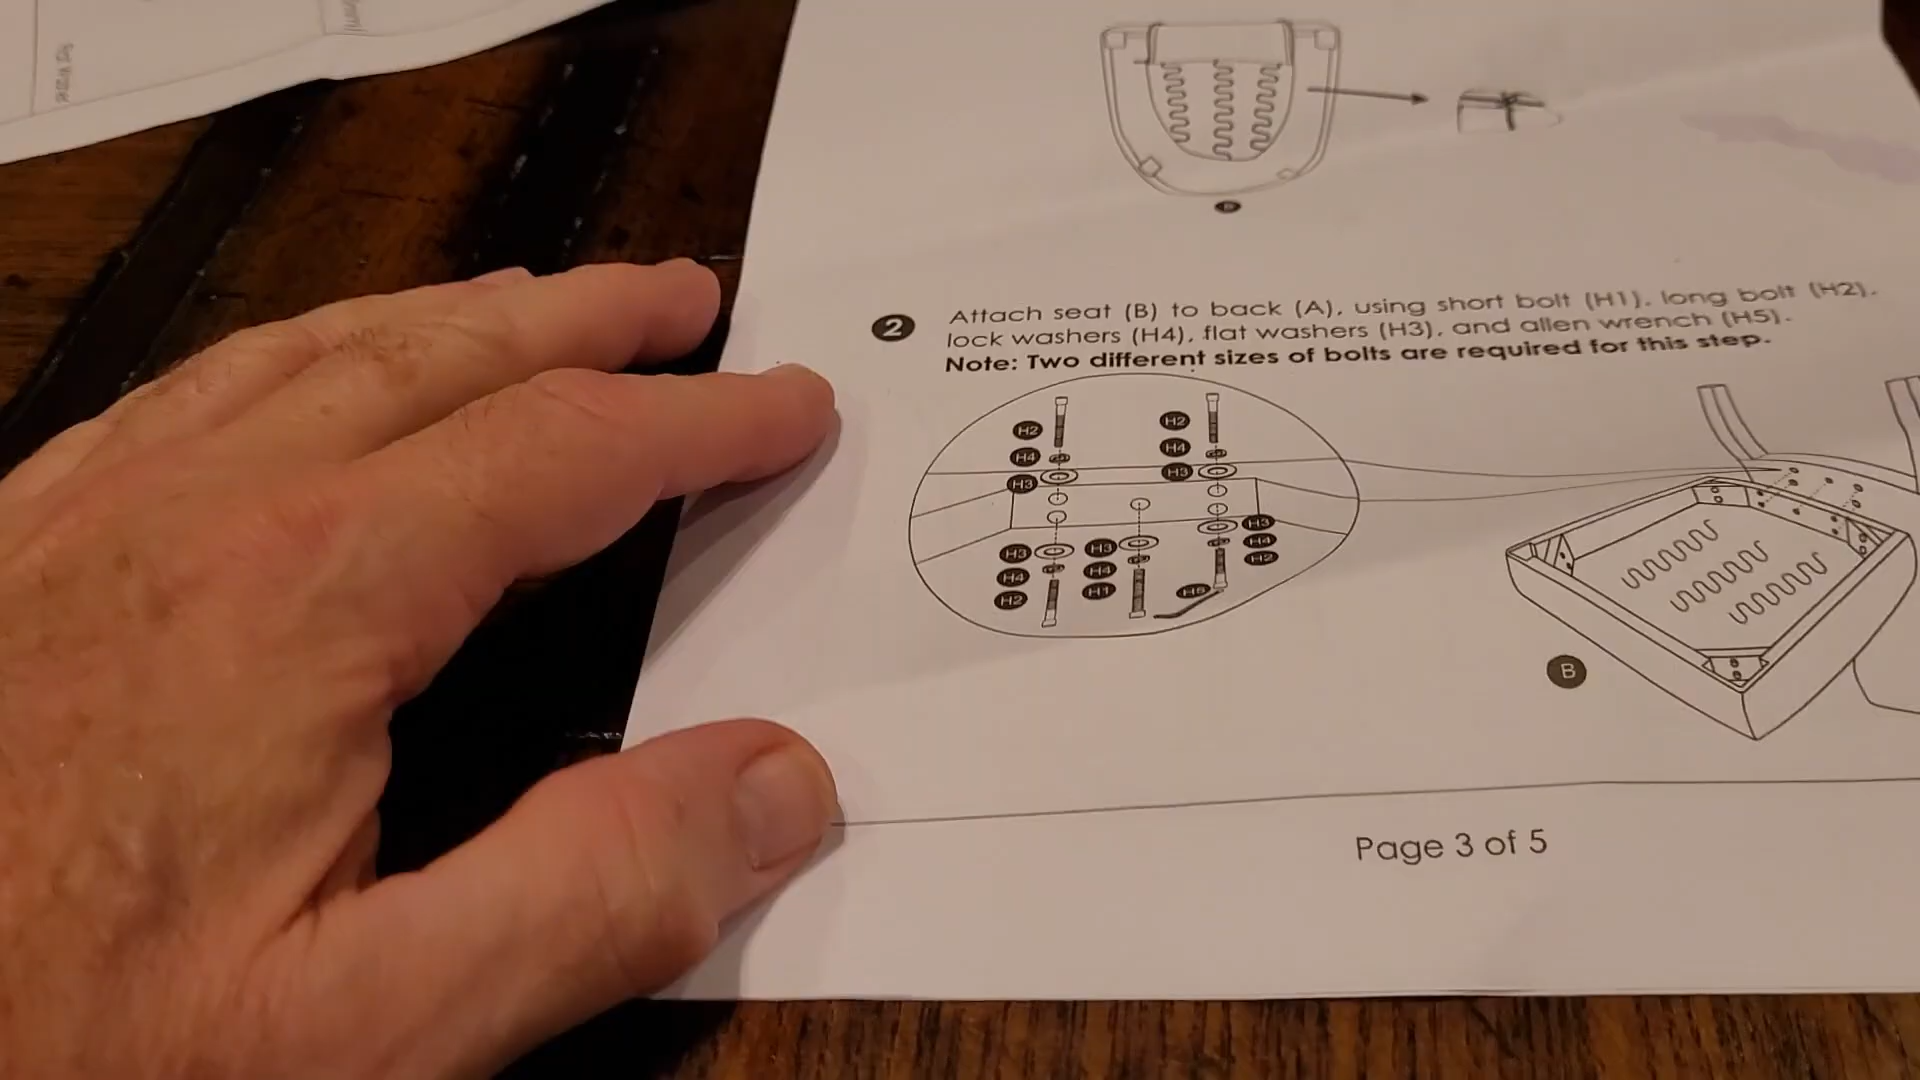 2
Attach seat (B) to back (A), using short bolt (H1), long bolt (H2),
lock washers (H4), flat washers (H3), and allen wrench (H5).
Note: Two different sizes of bolts are required for this step.
H2 H2
H4 H4
H3 H3
H3 H3 H3
H4 H4 H4
H2 H1 H5 H2
B
Page 3 of 5